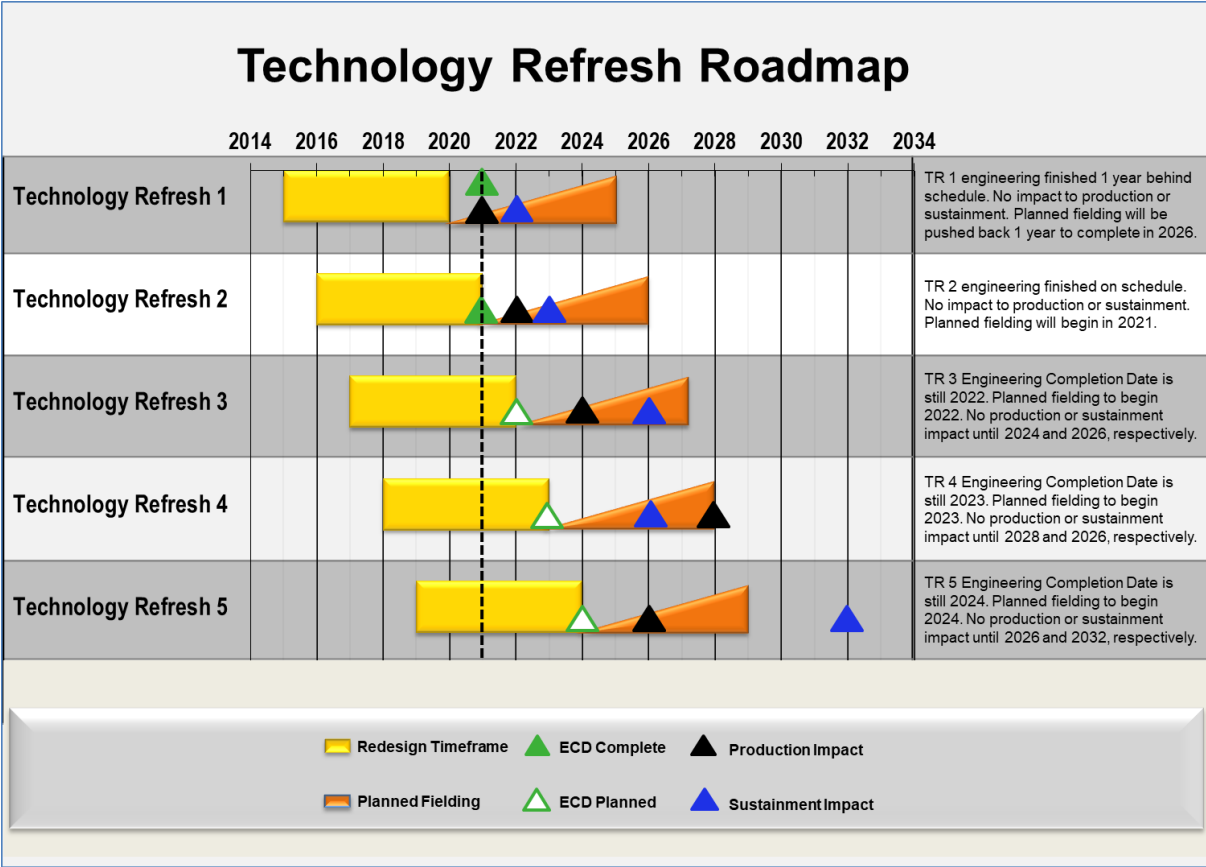 Technology Refresh Roadmap
2014 2016 2018 2020 2022 2024 2026 2028 2030 2032 2034
Technology Refresh 1
TR 1 engineering finished 1 year behind
schedule. No impact to production or
sustainment. Planned fielding will be
pushed back 1 year to complete in 2026.
Technology Refresh 2
TR 2 engineering finished on schedule.
No impact to production or sustainment.
Planned fielding will begin in 2021.
Technology Refresh 3
TR 3 Engineering Completion Date is
still 2022. Planned fielding to begin
2022. No production or sustainment
impact until 2024 and 2026, respectively.
Technology Refresh 4
TR 4 Engineering Completion Date is
still 2023. Planned fielding to begin
2023. No production or sustainment
impact until 2028 and 2026, respectively.
Technology Refresh 5
TR 5 Engineering Completion Date is
still 2024. Planned fielding to begin
2024. No production or sustainment
impact until 2026 and 2032, respectively.
Redesign Timeframe ECD Complete Production Impact
Planned Fielding ECD Planned Sustainment Impact